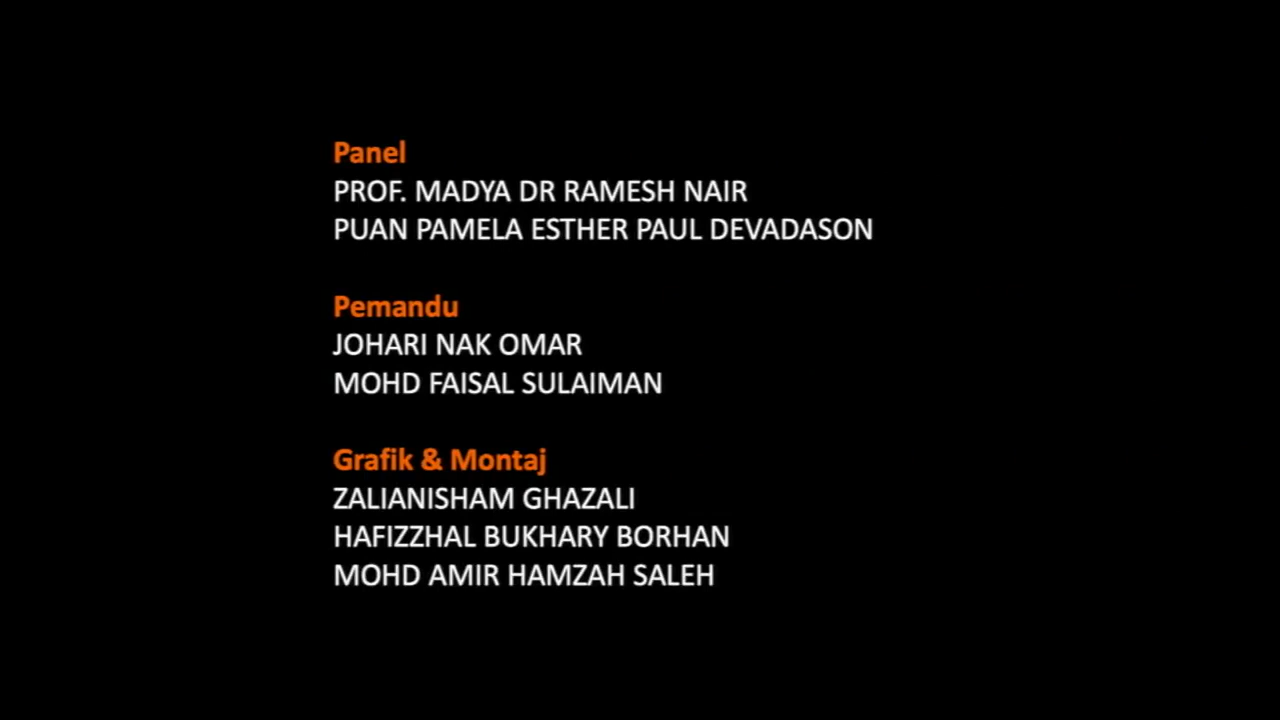 Panel
PROF. MADYA DR RAMESH NAIR
PUAN PAMELA ESTHER PAUL DEVADASON
Pemandu
JOHARI NAK OMAR
MOHD FAISAL SULAIMAN
Grafik & Montaj
ZALIANISHAM GHAZALI
HAFIZZHAL BUKHARY BORHAN
MOHD AMIR HAMZAH SALEH